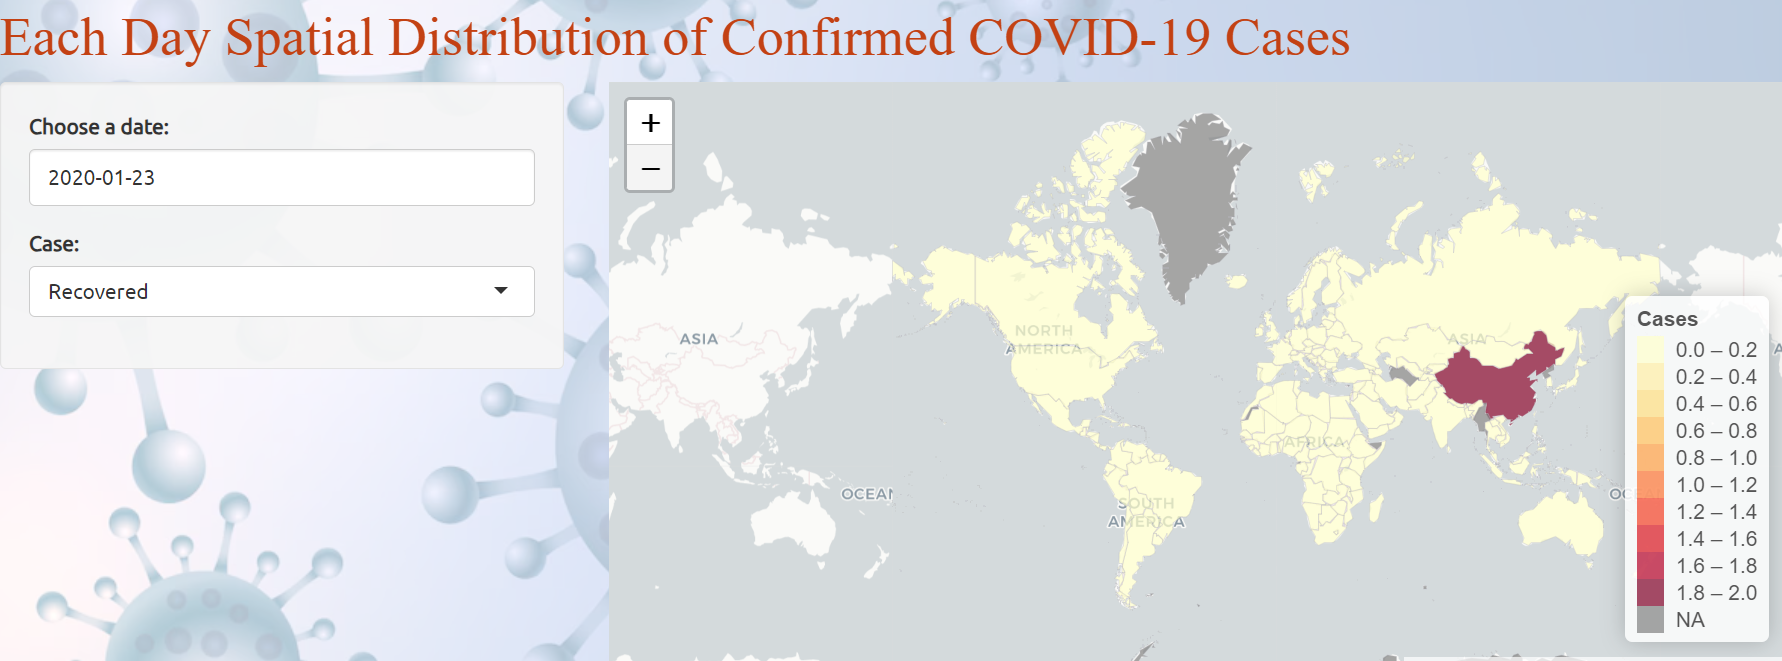 Each Day Spatial Distribution of Confirmed COVID-19 Cases
Choose a date:
2020-01-23
Case:
Recovered
+
−
ASIA
OCEAN
NORTH
AMERICA
SOUTH
AMERICA
AFRICA
ASIA
Cases
0.0 – 0.2
0.2 – 0.4
0.4 – 0.6
0.6 – 0.8
0.8 – 1.0
1.0 – 1.2
1.2 – 1.4
1.4 – 1.6
1.6 – 1.8
1.8 – 2.0
NA